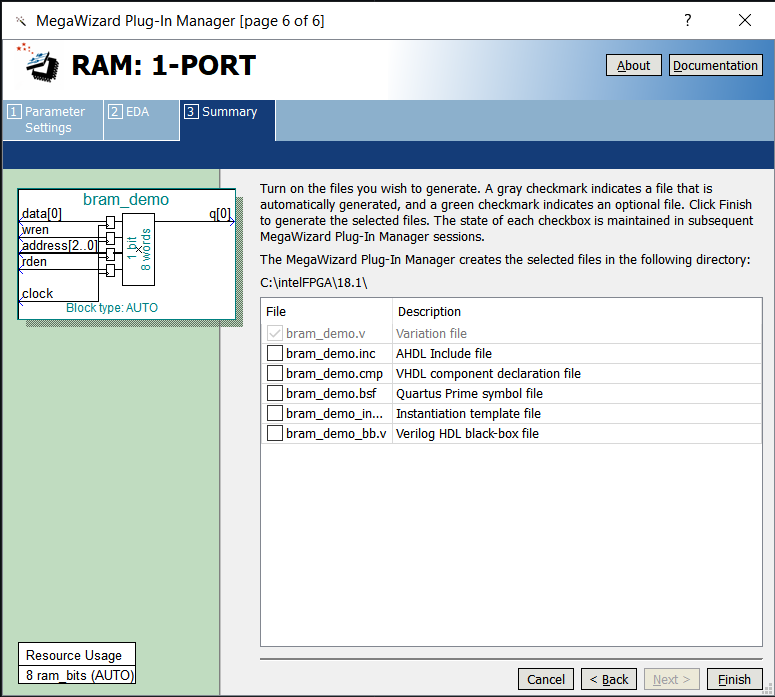 MegaWizard Plug-In Manager [page 6 of 6]
?
RAM: 1-PORT
About
Documentation
1 Parameter
Settings
2 EDA
3 Summary
bram_demo
data[0]
q[0]
wren
address[2..0]
rden
clock
1 bit
8 words
Block type: AUTO
Turn on the files you wish to generate. A gray checkmark indicates a file that is
automatically generated, and a green checkmark indicates an optional file. Click Finish
to generate the selected files. The state of each checkbox is maintained in subsequent
MegaWizard Plug-In Manager sessions.
The MegaWizard Plug-In Manager creates the selected files in the following directory:
C:\intelFPGA\18.1\
File Description
bram_demo.v Variation file
bram_demo.inc AHDL Include file
bram_demo.cmp VHDL component declaration file
bram_demo.bsf Quartus Prime symbol file
bram_demo_in... Instantiation template file
bram_demo_bb.v Verilog HDL black-box file
Resource Usage
8 ram_bits (AUTO)
Cancel
< Back
Next >
Finish